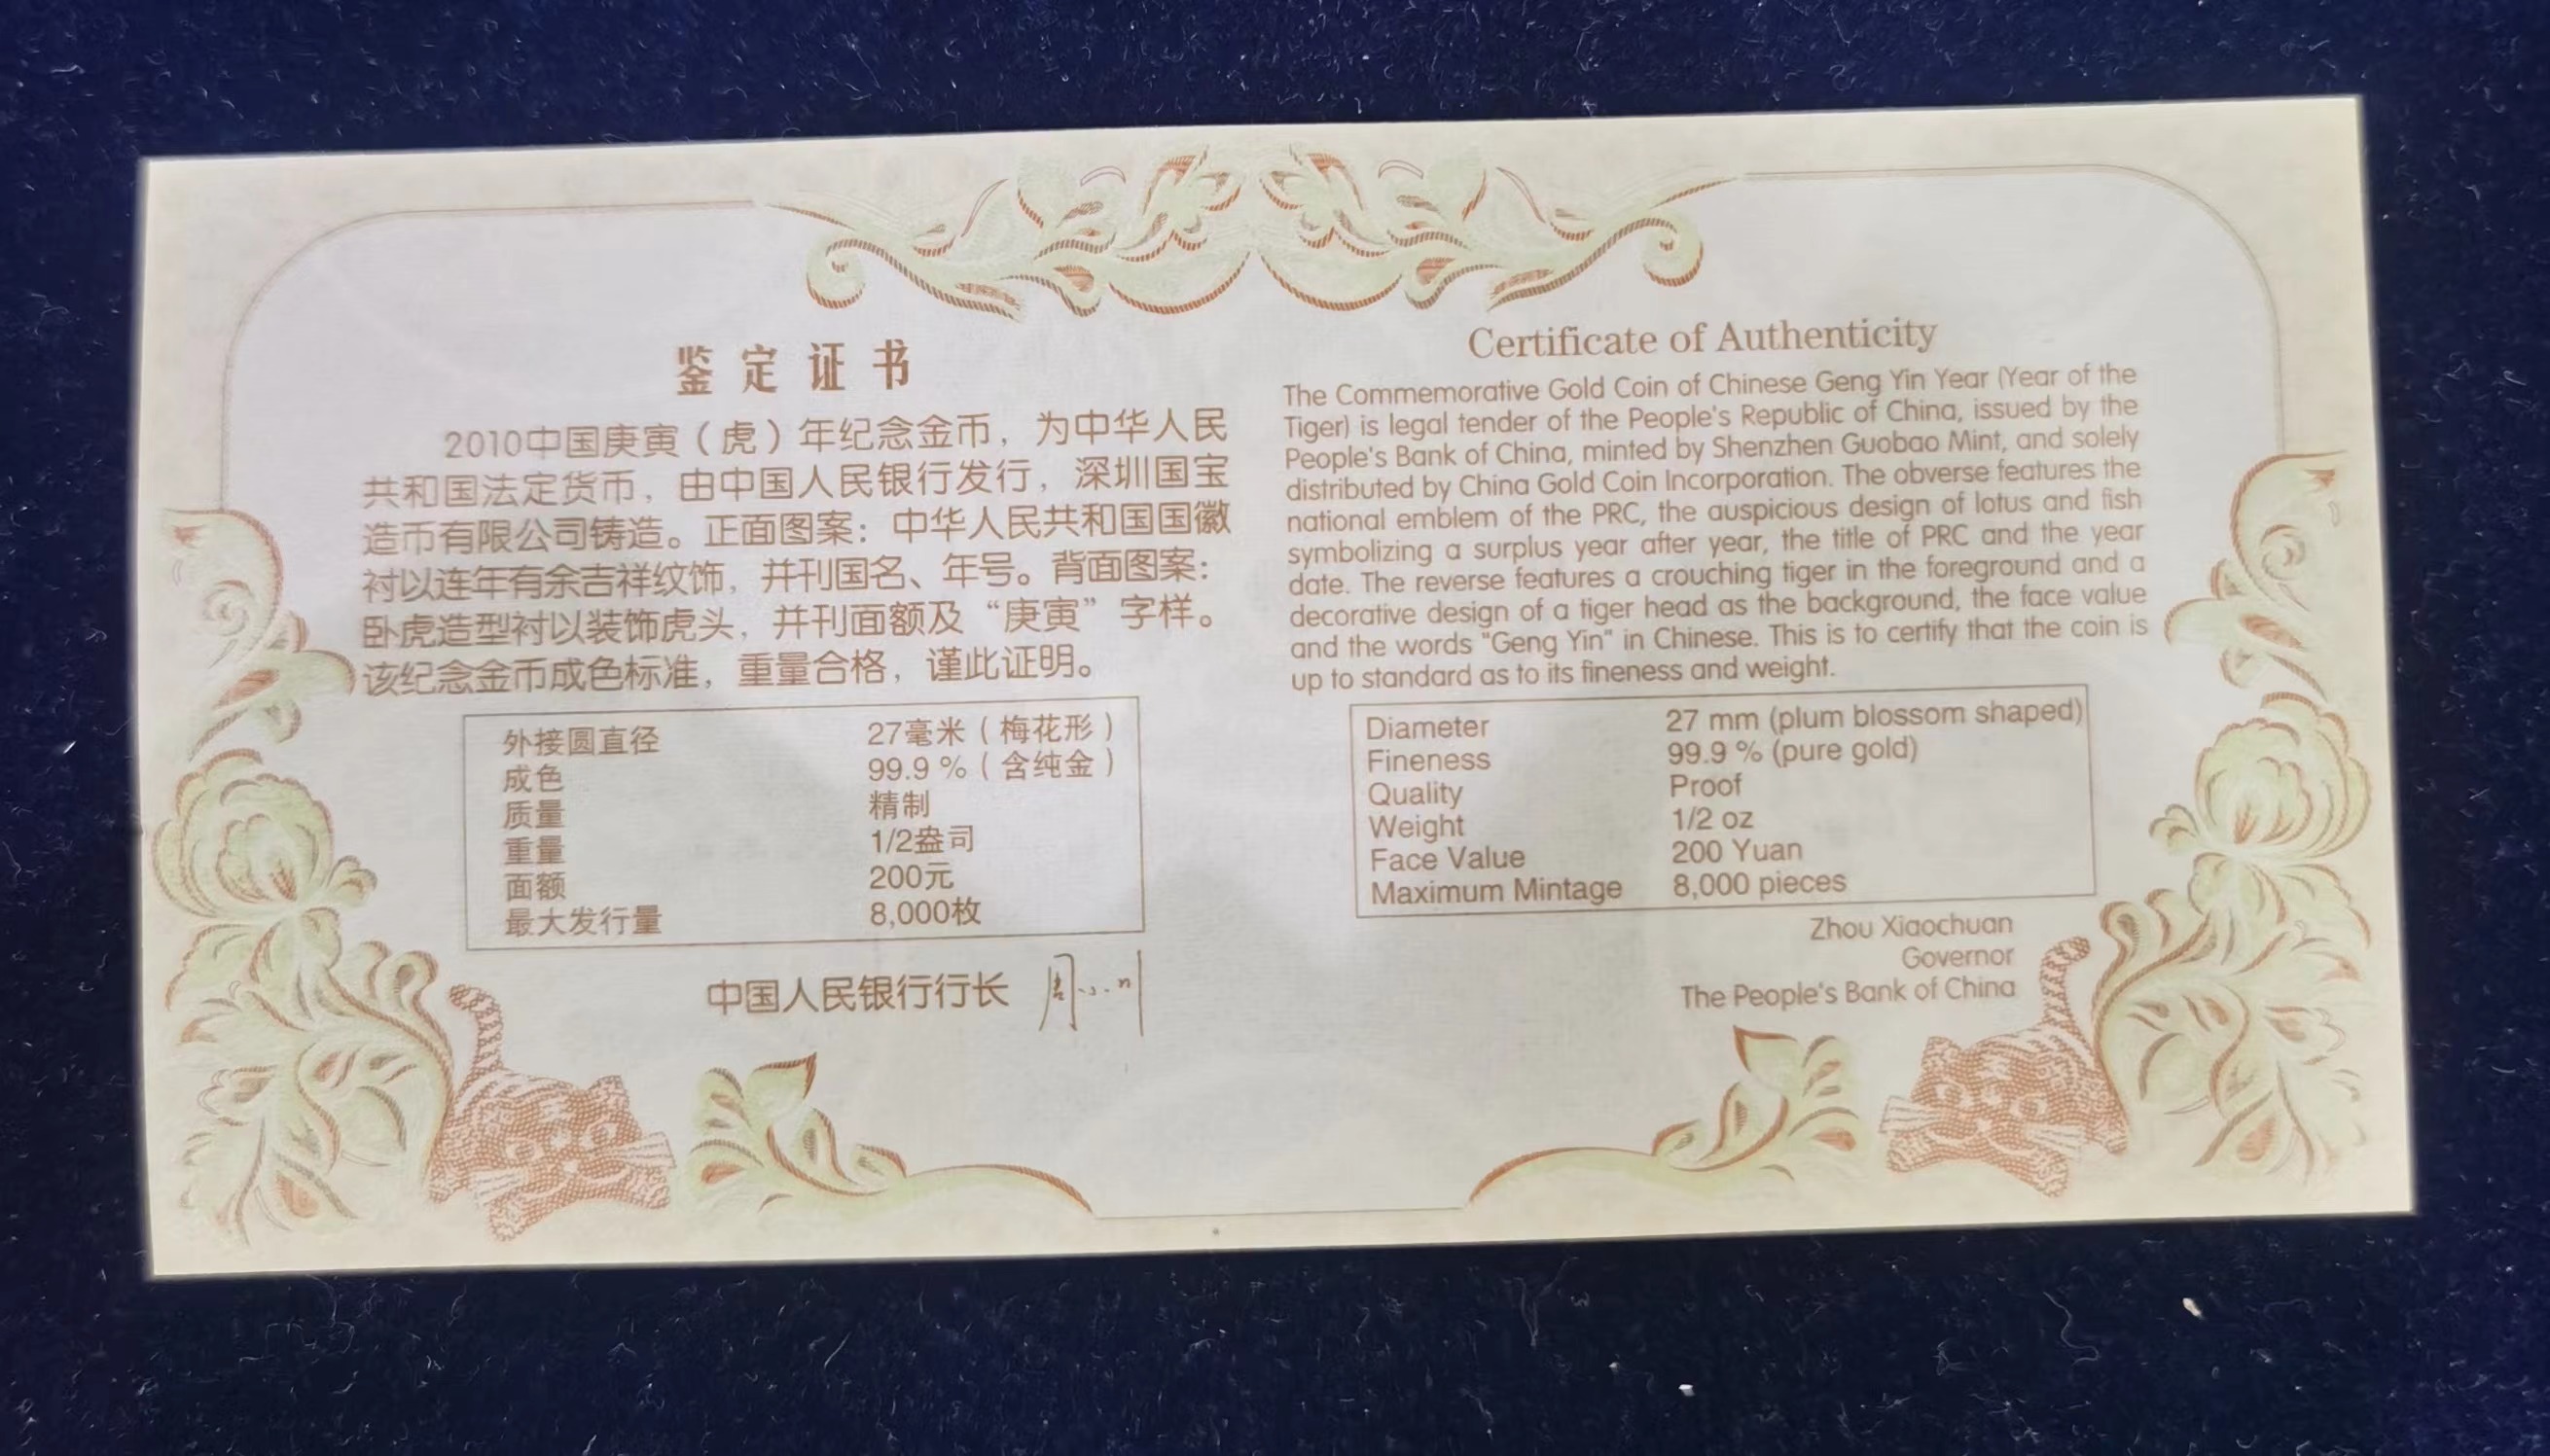 鉴定证书
2010中国庚寅（虎）年纪念金币，为中华人民
共和国法定货币，由中国人民银行发行，深圳国宝
造币有限公司铸造。正面图案：中华人民共和国国徽
衬以连年有余吉祥纹饰，并刊国名、年号。背面图案：
卧虎造型衬以装饰虎头，并刊面额及“庚寅”字样。
该纪念金币成色标准，重量合格，谨此证明。
外接圆直径 27毫米（梅花形）
成色 99.9％（含纯金）
质量 精制
重量 1/2盎司
面额 200元
最大发行量 8,000枚
中国人民银行行长 周小川
Certificate of Authenticity
The Commemorative Gold Coin of Chinese Geng Yin Year (Year of the
Tiger) is legal tender of the People's Republic of China, issued by the
People's Bank of China, minted by Shenzhen Guobao Mint, and solely
distributed by China Gold Coin Incorporation. The obverse features the
national emblem of the PRC, the auspicious design of lotus and fish
symbolizing a surplus year after year, the title of PRC and the year
date. The reverse features a crouching tiger in the foreground and a
decorative design of a tiger head as the background, the face value
and the words "Geng Yin" in Chinese. This is to certify that the coin is
up to standard as to its fineness and weight.
Diameter 27 mm (plum blossom shaped)
Fineness 99.9 % (pure gold)
Quality Proof
Weight 1/2 oz
Face Value 200 Yuan
Maximum Mintage 8,000 pieces
Zhou Xiaochuan
Governor
The People's Bank of China